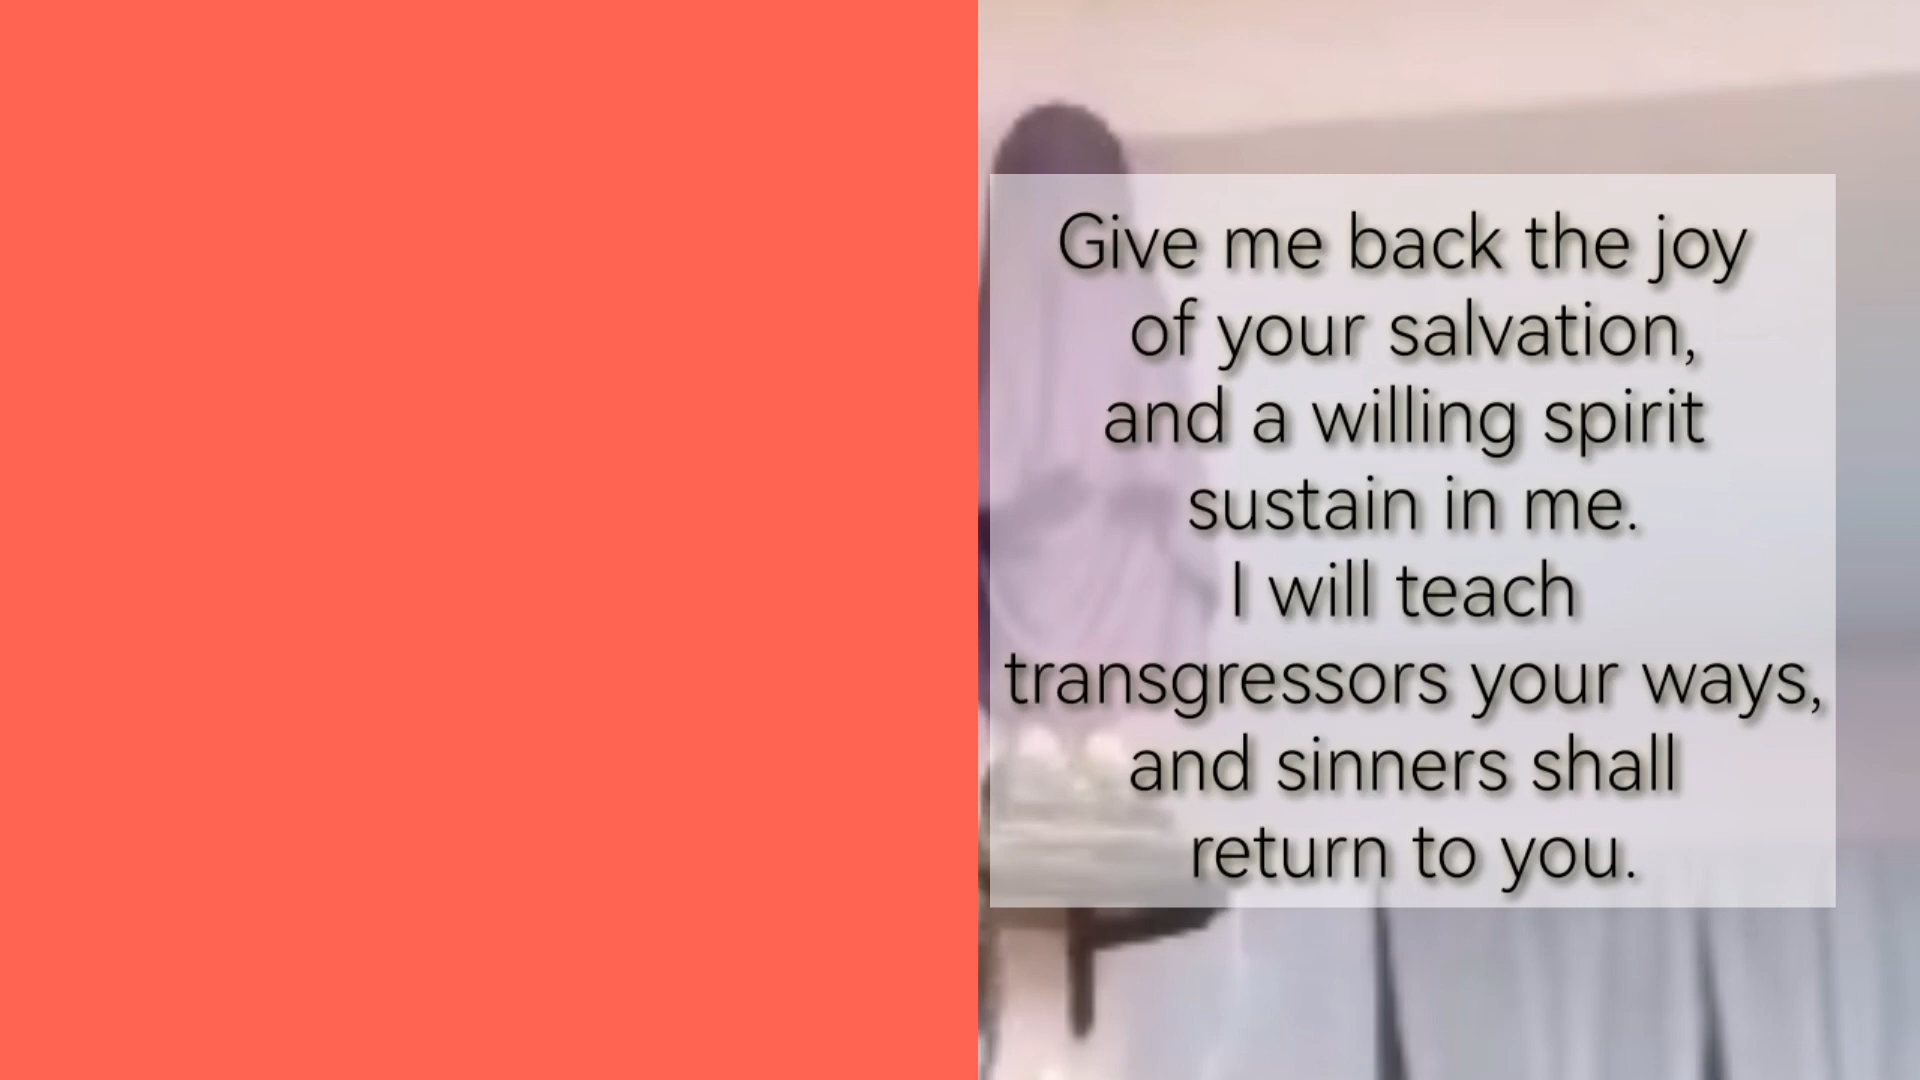 Give me back the joy
of your salvation,
and a willing spirit
sustain in me.
I will teach
transgressors your ways,
and sinners shall
return to you.